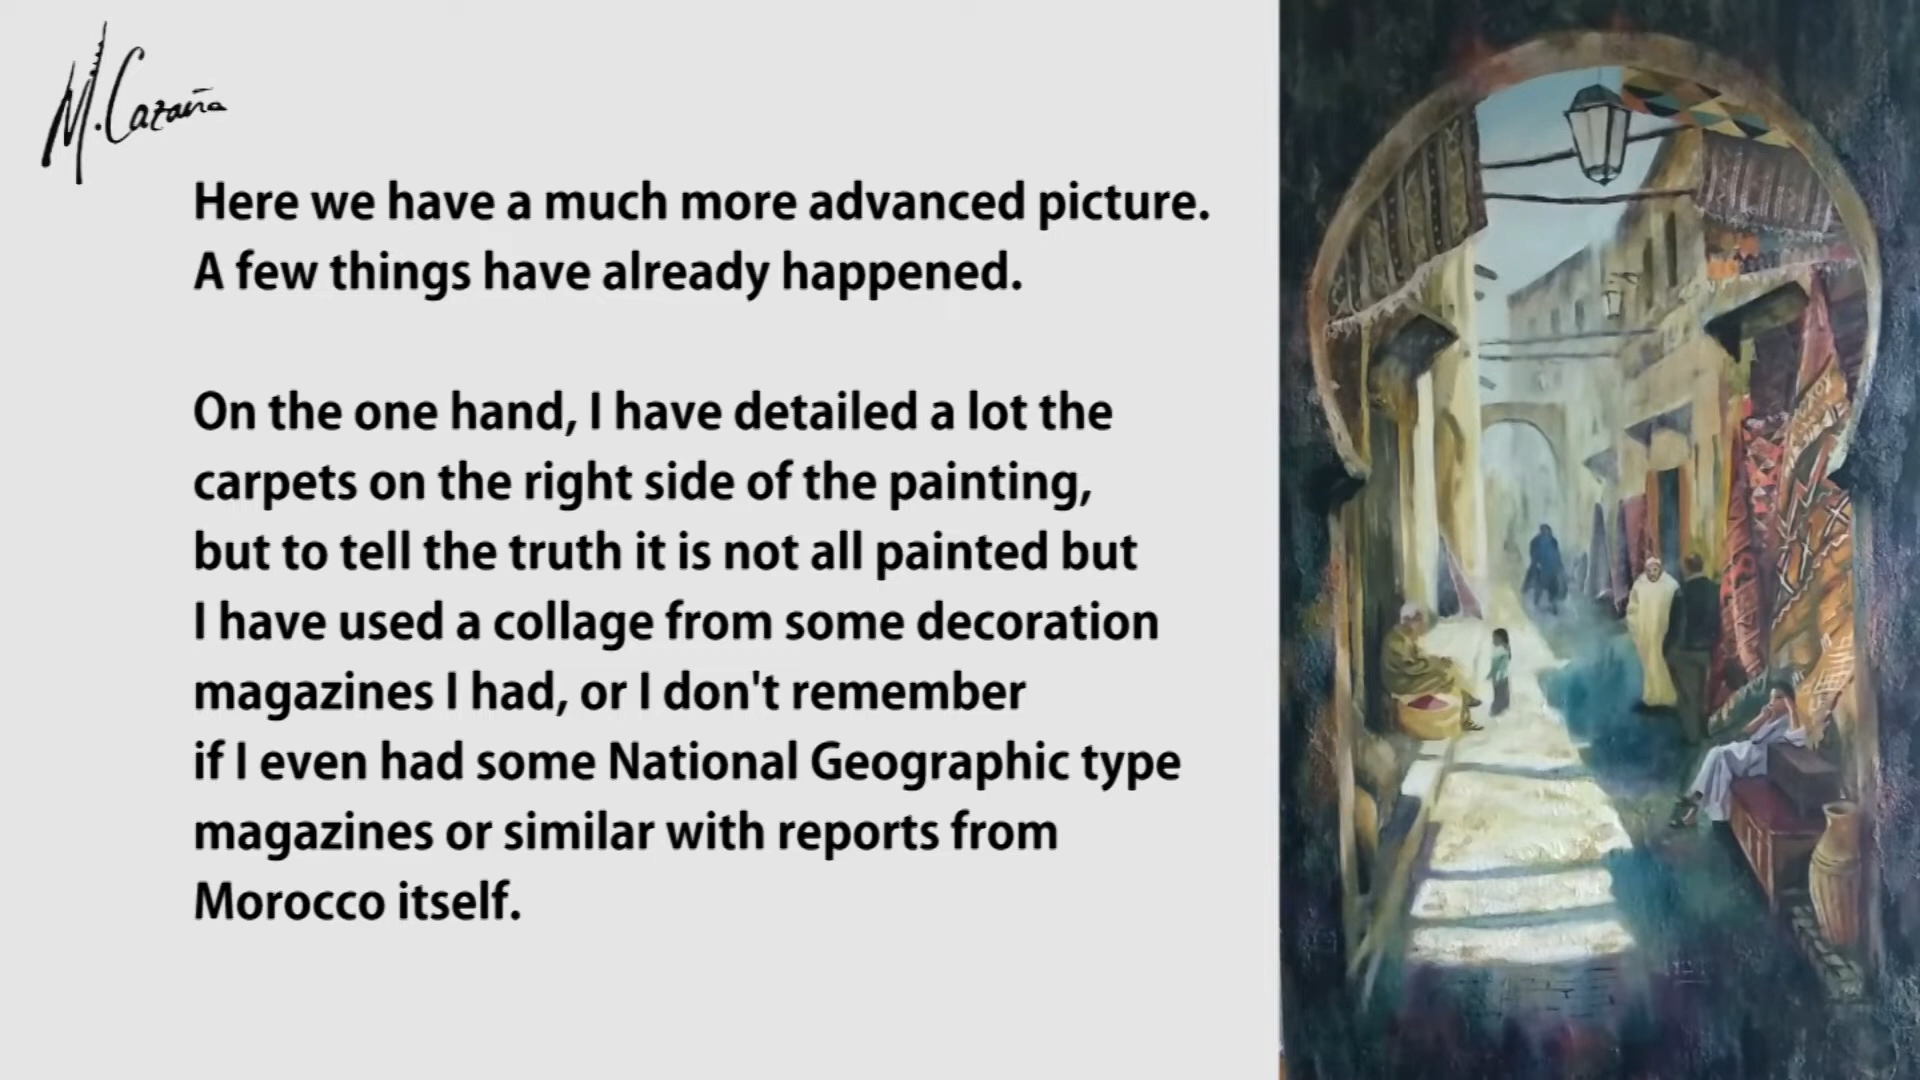 M. Cazaña
Here we have a much more advanced picture.
A few things have already happened.
On the one hand, I have detailed a lot the
carpets on the right side of the painting,
but to tell the truth it is not all painted but
I have used a collage from some decoration
magazines I had, or I don't remember
if I even had some National Geographic type
magazines or similar with reports from
Morocco itself.